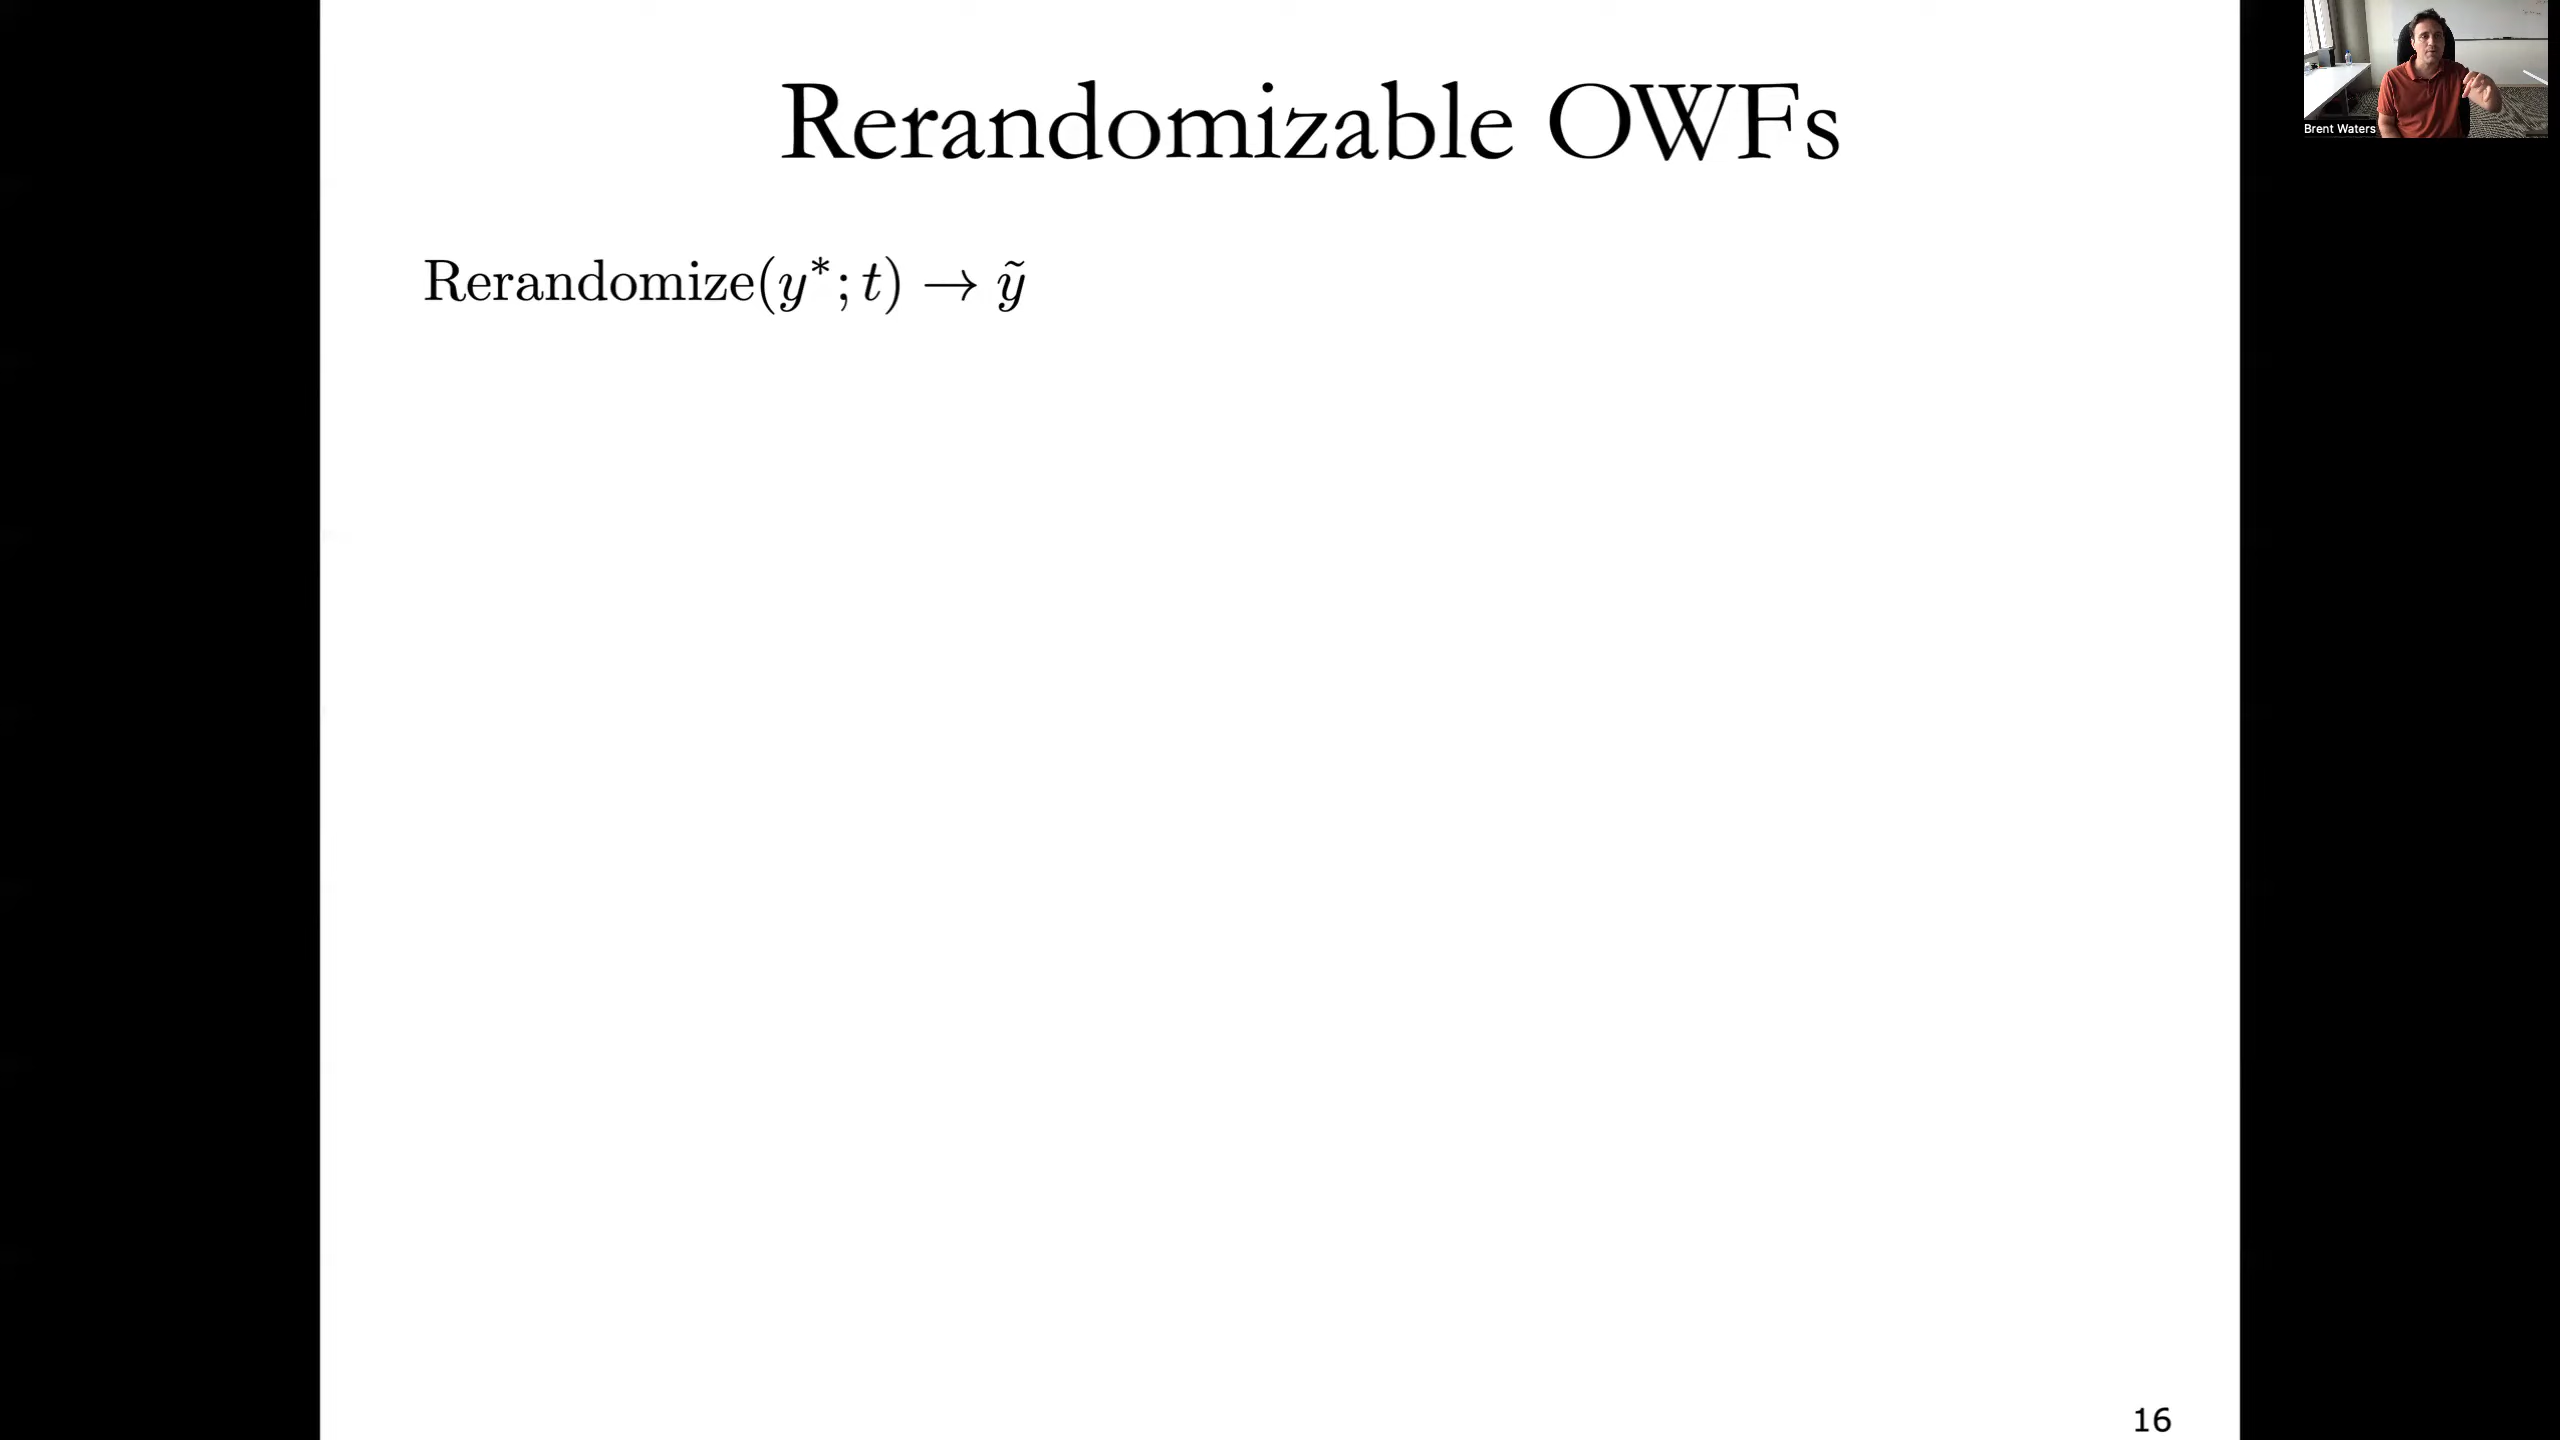 Rerandomizable OWFs
Brent Waters
Rerandomize(y*; t) → ỹ
16